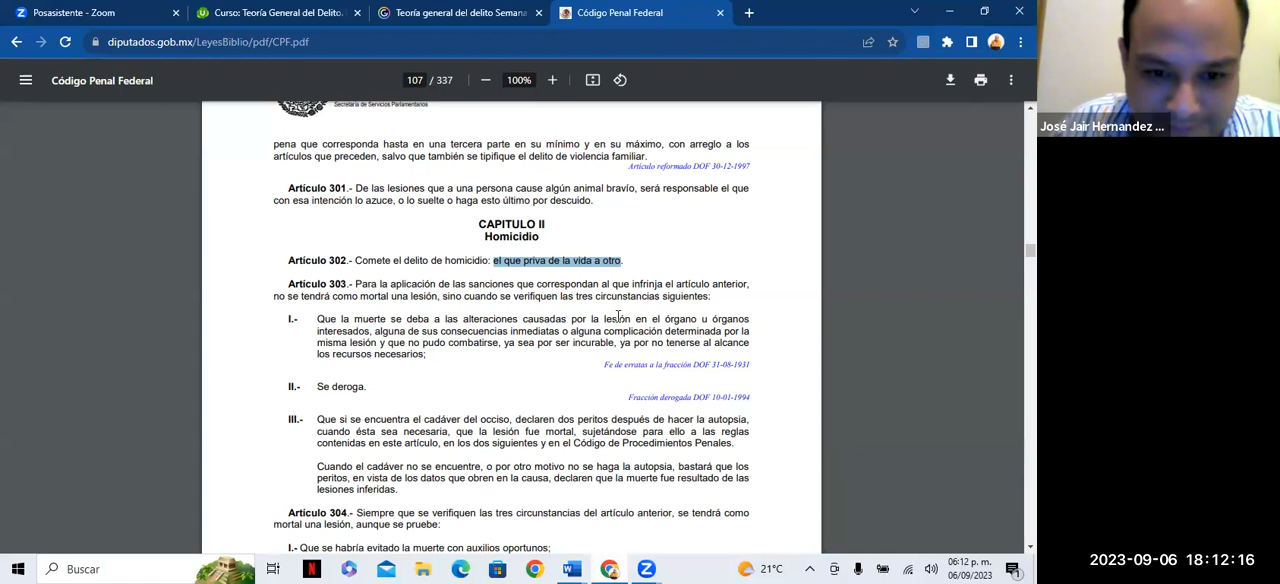 Posasistente - Zoom
Curso: Teoría General del Delito.
Teoría general del delito Semana
Código Penal Federal
diputados.gob.mx/LeyesBiblio/pdf/CPF.pdf
Código Penal Federal
107 / 337
100%
Secretaría de Servicios Parlamentarios
pena que corresponda hasta en una tercera parte en su mínimo y en su máximo, con arreglo a los
artículos que preceden, salvo que también se tipifique el delito de violencia familiar.
Artículo reformado DOF 30-12-1997
Artículo 301.- De las lesiones que a una persona cause algún animal bravío, será responsable el que
con esa intención lo azuce, o lo suelte o haga esto último por descuido.
CAPITULO II
Homicidio
Artículo 302.- Comete el delito de homicidio: el que priva de la vida a otro.
Artículo 303.- Para la aplicación de las sanciones que correspondan al que infrinja el artículo anterior,
no se tendrá como mortal una lesión, sino cuando se verifiquen las tres circunstancias siguientes:
I.- Que la muerte se deba a las alteraciones causadas por la lesión en el órgano u órganos
interesados, alguna de sus consecuencias inmediatas o alguna complicación determinada por la
misma lesión y que no pudo combatirse, ya sea por ser incurable, ya por no tenerse al alcance
los recursos necesarios;
Fe de erratas a la fracción DOF 31-08-1931
II.- Se deroga.
Fracción derogada DOF 10-01-1994
III.- Que si se encuentra el cadáver del occiso, declaren dos peritos después de hacer la autopsia,
cuando ésta sea necesaria, que la lesión fue mortal, sujetándose para ello a las reglas
contenidas en este artículo, en los dos siguientes y en el Código de Procedimientos Penales.
Cuando el cadáver no se encuentre, o por otro motivo no se haga la autopsia, bastará que los
peritos, en vista de los datos que obren en la causa, declaren que la muerte fue resultado de las
lesiones inferidas.
Artículo 304.- Siempre que se verifiquen las tres circunstancias del artículo anterior, se tendrá como
mortal una lesión, aunque se pruebe:
I.- Que se habría evitado la muerte con auxilios oportunos;
José Jair Hernandez ...
Buscar
21°C
06:12 p. m.
06/09/2023
2023-09-06 18:12:16